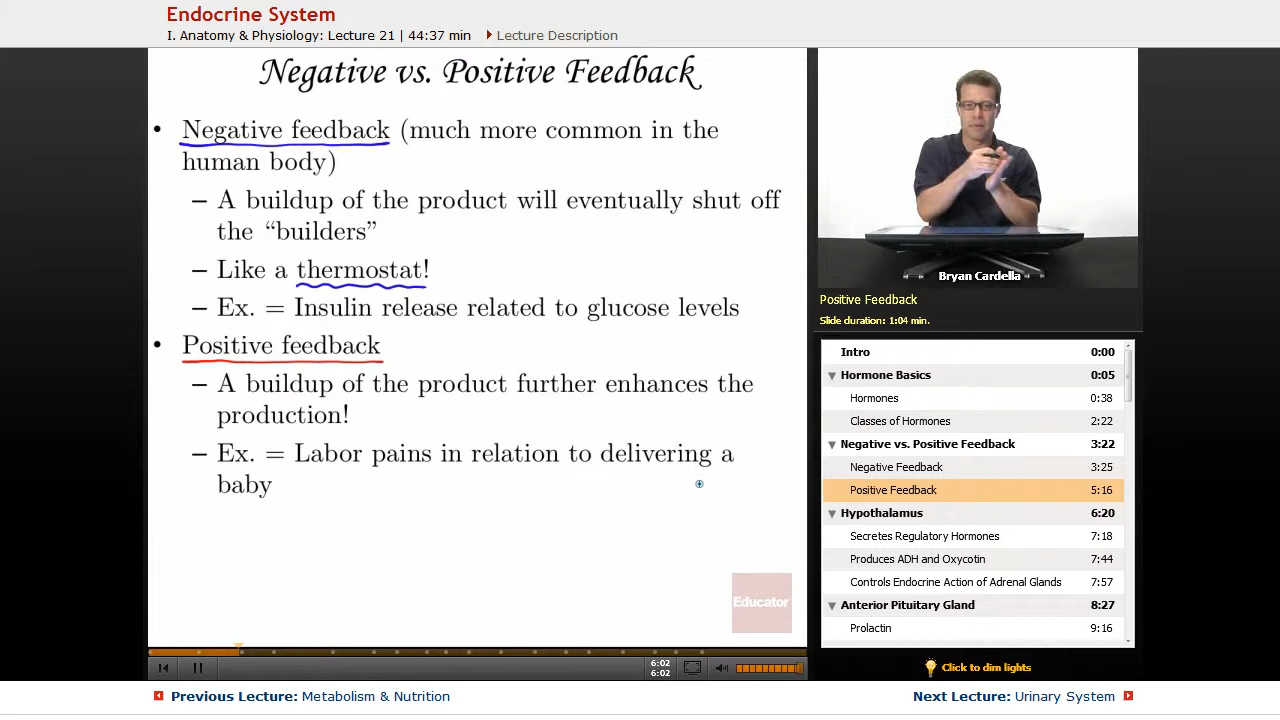 Endocrine System
I. Anatomy & Physiology: Lecture 21 | 44:37 min
Lecture Description
Negative vs. Positive Feedback
• Negative feedback (much more common in the
human body)
– A buildup of the product will eventually shut off
the “builders”
– Like a thermostat!
– Ex. = Insulin release related to glucose levels
• Positive feedback
– A buildup of the product further enhances the
production!
– Ex. = Labor pains in relation to delivering a
baby
Educator
6:02
6:02
Bryan Cardella
Positive Feedback
Slide duration: 1:04 min.
Intro 0:00
Hormone Basics 0:05
Hormones 0:38
Classes of Hormones 2:22
Negative vs. Positive Feedback 3:22
Negative Feedback 3:25
Positive Feedback 5:16
Hypothalamus 6:20
Secretes Regulatory Hormones 7:18
Produces ADH and Oxycotin 7:44
Controls Endocrine Action of Adrenal Glands 7:57
Anterior Pituitary Gland 8:27
Prolactin 9:16
Click to dim lights
Previous Lecture: Metabolism & Nutrition
Next Lecture: Urinary System